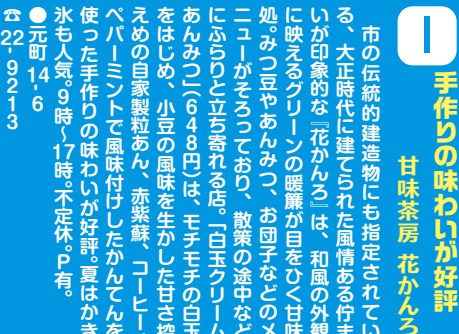 I
手作りの味わいが好評
甘味茶房 花かんろ
市の伝統的建造物にも指定されてい
る、大正時代に建てられた風情ある佇ま
いが印象的な『花かんろ』は、和風の外観
に映えるグリーンの暖簾が目をひく甘味
処。みつ豆やあんみつ、お団子などのメ
ニューがそろっており、散策の途中など
にふらりと立ち寄れる店。「白玉クリーム
あんみつ」(648円)は、モチモチの白玉
をはじめ、小豆の風味を生かした甘さ控
えめの自家製粒あん、赤紫蘇、コーヒー、
ペパーミントで風味付けしたかんてんを
使った手作りの味わいが好評。夏はかき
氷も人気。9時〜17時。不定休。P有。
●元町14-6
☎22-9213